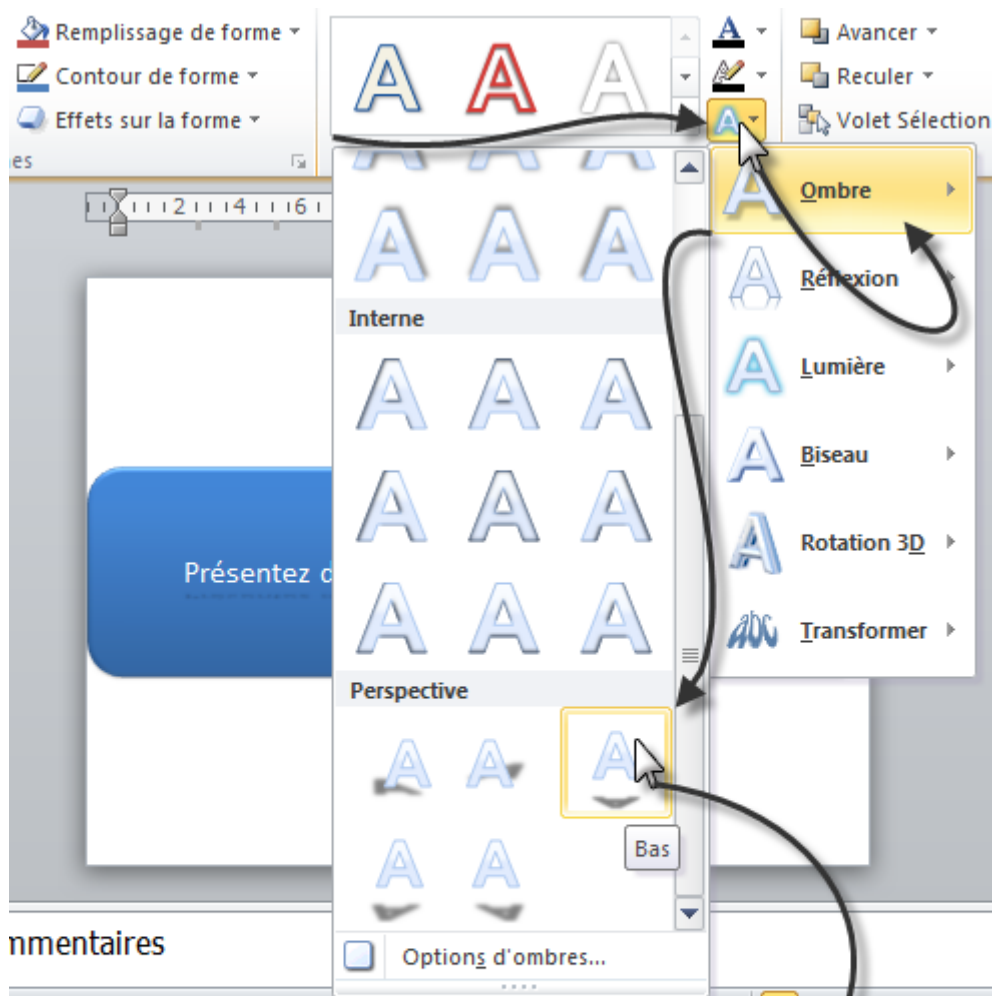 Remplissage de forme
Contour de forme
Effets sur la forme
es
A A A
A
Avancer
Reculer
Volet Sélection
2 4 6
Ombre
Réflexion
Lumière
Biseau
Rotation 3D
abc Transformer
Interne
Perspective
Bas
Options d'ombres...
Présentez d
mmentaires